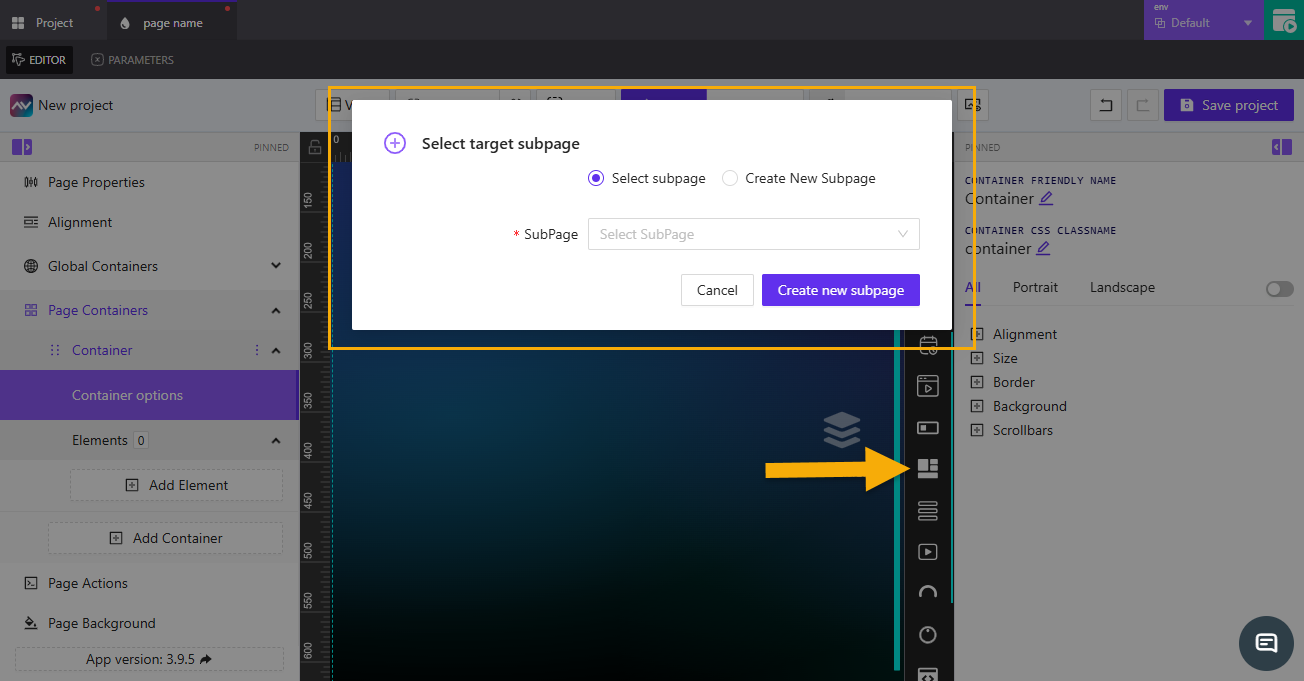 Project
page name
env
Default
EDITOR
PARAMETERS
New project
Save project
PINNED
Page Properties
Alignment
Global Containers
Page Containers
Container
Container options
Elements 0
Add Element
Add Container
Page Actions
Page Background
App version: 3.9.5
0
150
200
250
300
350
400
450
500
550
600
Select target subpage
Select subpage
Create New Subpage
* SubPage
Select SubPage
Cancel
Create new subpage
PINNED
CONTAINER FRIENDLY NAME
Container
CONTAINER CSS CLASSNAME
container
All
Portrait
Landscape
Alignment
Size
Border
Background
Scrollbars